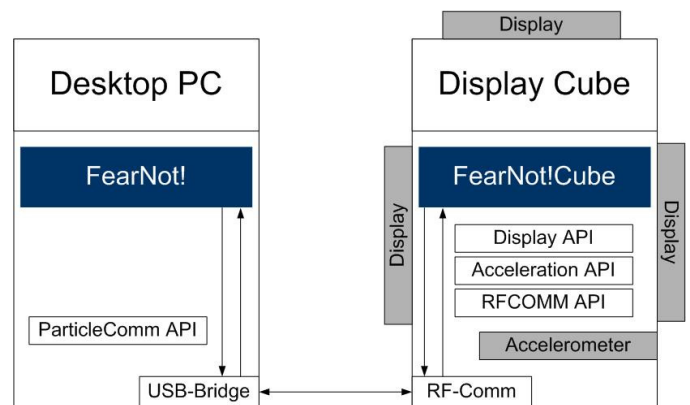 Display
Desktop PC
Display Cube
FearNot!
FearNot!Cube
Display
Display
Display API
Acceleration API
RFCOMM API
ParticleComm API
Accelerometer
USB-Bridge
RF-Comm